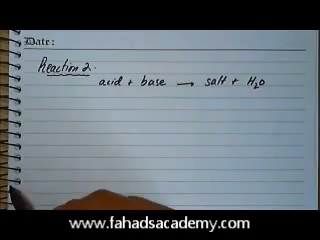 Date:
Reaction 2.
acid + base → salt + H₂O
www.fahadsacademy.com